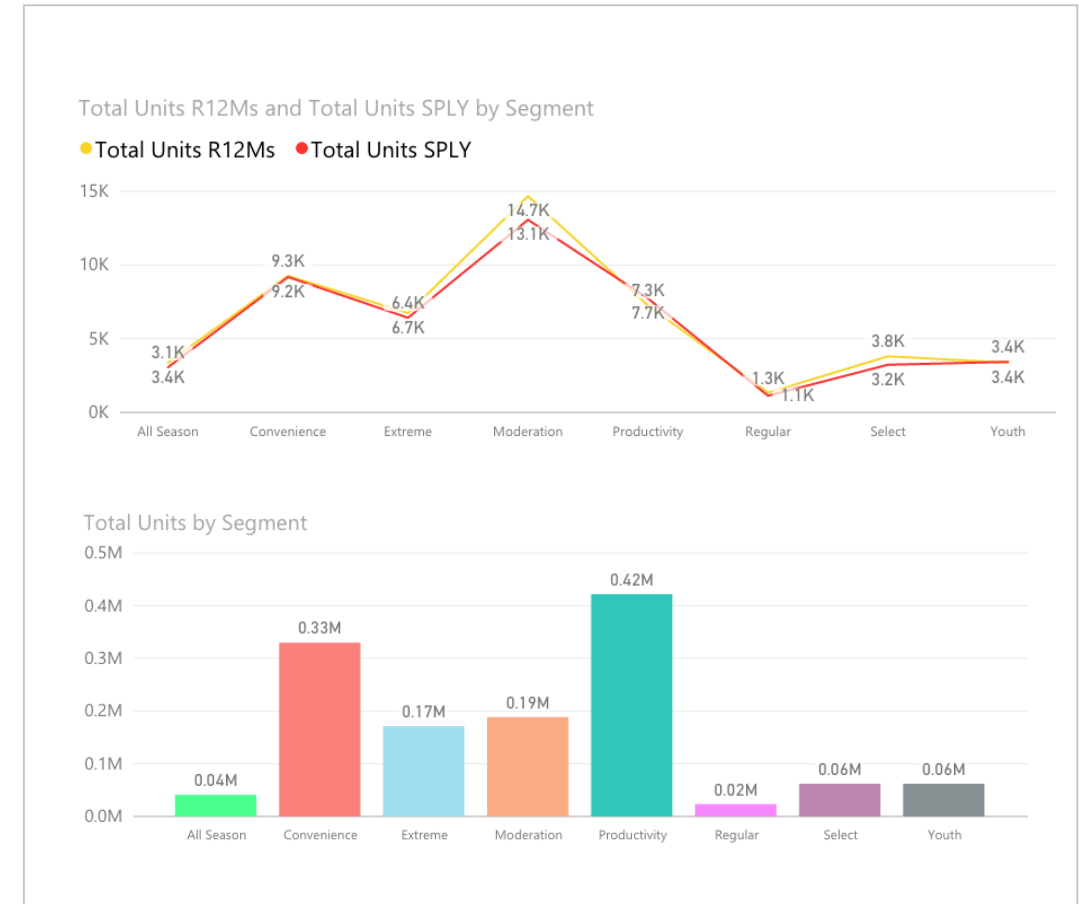 Total Units R12Ms and Total Units SPLY by Segment
Total Units R12Ms Total Units SPLY
15K
10K
5K
0K
3.1K
3.4K
9.3K
9.2K
6.4K
6.7K
14.7K
13.1K
7.3K
7.7K
1.3K
1.1K
3.8K
3.2K
3.4K
3.4K
All Season Convenience Extreme Moderation Productivity Regular Select Youth
Total Units by Segment
0.5M
0.4M
0.3M
0.2M
0.1M
0.0M
0.04M
0.33M
0.17M
0.19M
0.42M
0.02M
0.06M
0.06M
All Season Convenience Extreme Moderation Productivity Regular Select Youth